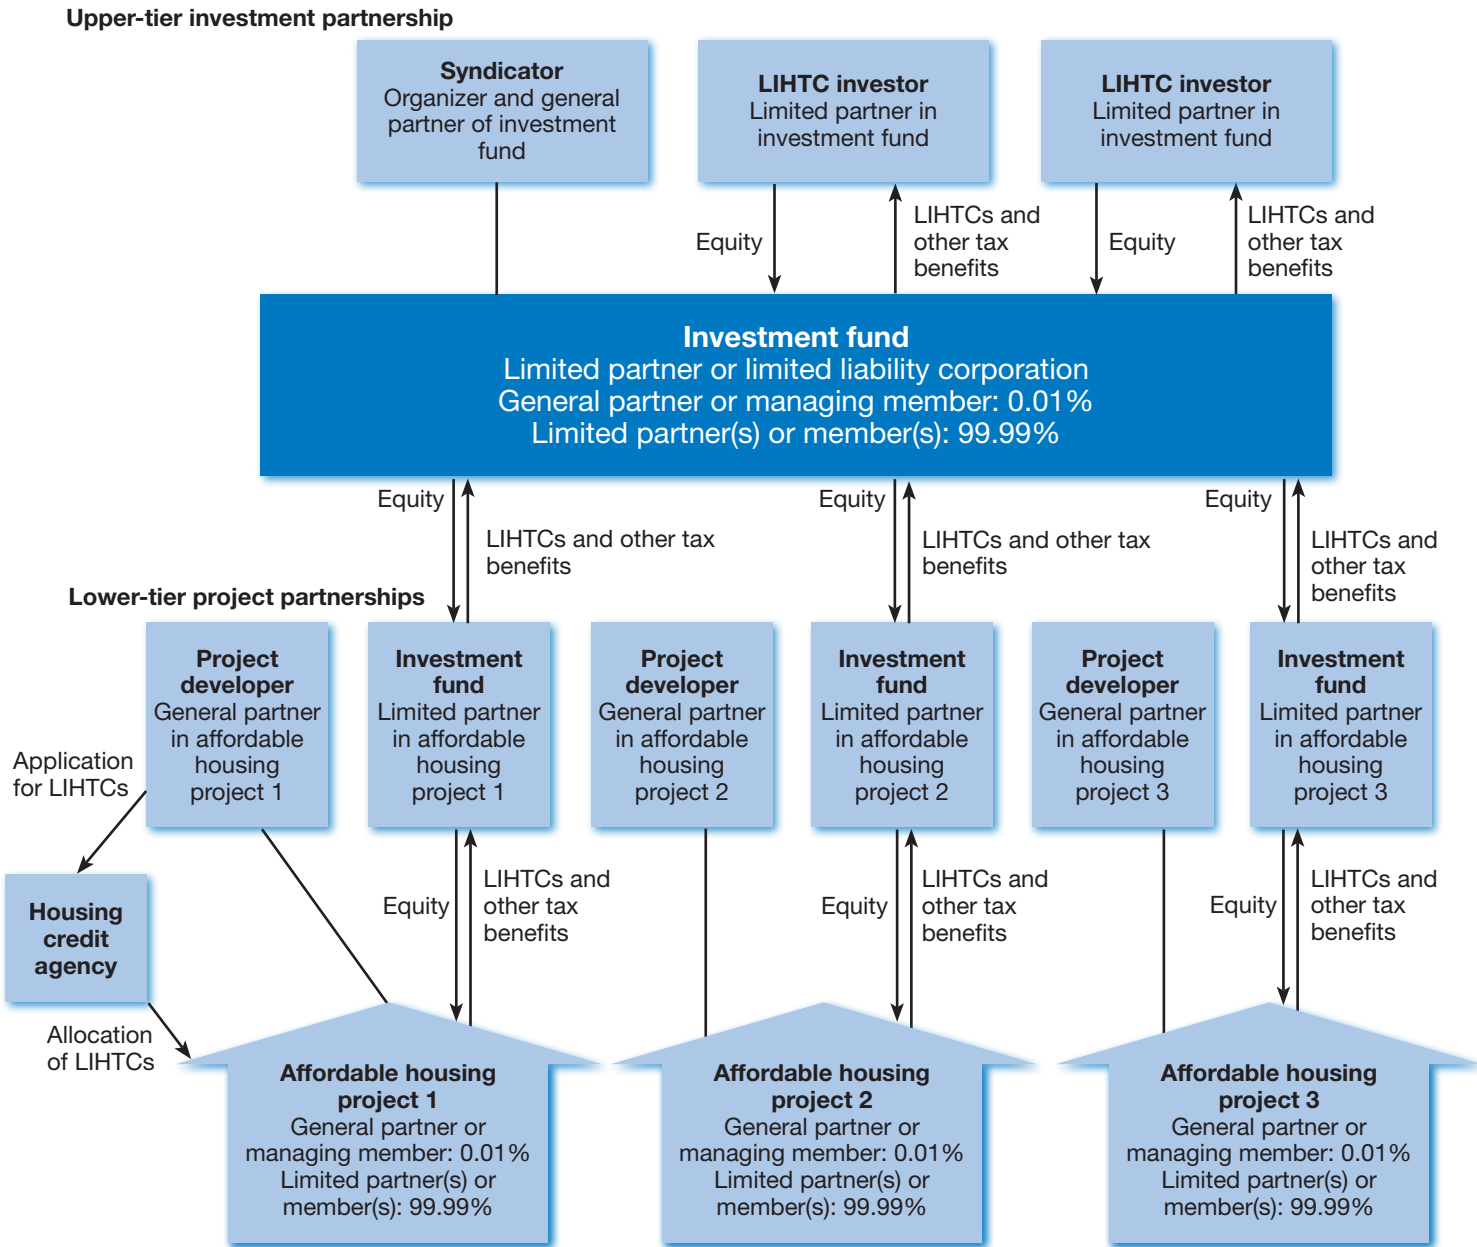 Upper-tier investment partnership
Syndicator
Organizer and general
partner of investment
fund
LIHTC investor
Limited partner in
investment fund
LIHTC investor
Limited partner in
investment fund
Equity
LIHTCs and
other tax
benefits
Equity
LIHTCs and
other tax
benefits
Investment fund
Limited partner or limited liability corporation
General partner or managing member: 0.01%
Limited partner(s) or member(s): 99.99%
Equity
LIHTCs and other tax
benefits
Equity
LIHTCs and other tax
benefits
Equity
LIHTCs and
other tax
benefits
Lower-tier project partnerships
Project
developer
General partner
in affordable
housing
project 1
Investment
fund
Limited partner
in affordable
housing
project 1
Project
developer
General partner
in affordable
housing
project 2
Investment
fund
Limited partner
in affordable
housing
project 2
Project
developer
General partner
in affordable
housing
project 3
Investment
fund
Limited partner
in affordable
housing
project 3
Application
for LIHTCs
Housing
credit
agency
Allocation
of LIHTCs
Equity
LIHTCs and
other tax
benefits
Equity
LIHTCs and
other tax
benefits
Equity
LIHTCs and
other tax
benefits
Affordable housing
project 1
General partner or
managing member: 0.01%
Limited partner(s) or
member(s): 99.99%
Affordable housing
project 2
General partner or
managing member: 0.01%
Limited partner(s) or
member(s): 99.99%
Affordable housing
project 3
General partner or
managing member: 0.01%
Limited partner(s) or
member(s): 99.99%